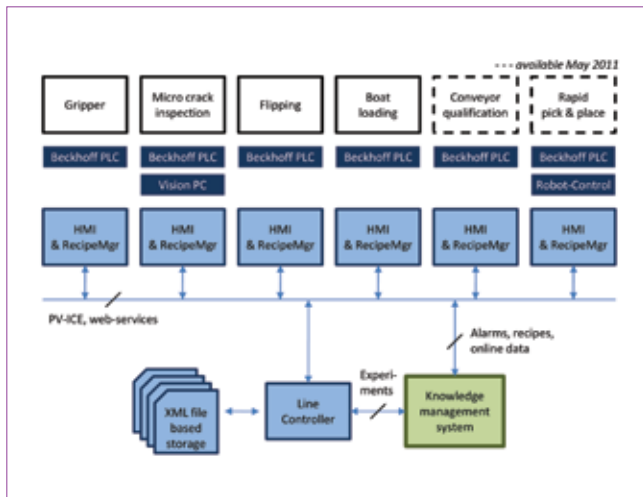 --- available May 2011
Gripper
Micro crack
inspection
Flipping
Boat
loading
Conveyor
qualification
Rapid
pick & place
Beckhoff PLC
Beckhoff PLC
Beckhoff PLC
Beckhoff PLC
Beckhoff PLC
Beckhoff PLC
Vision PC
Robot-Control
HMI
& RecipeMgr
HMI
& RecipeMgr
HMI
& RecipeMgr
HMI
& RecipeMgr
HMI
& RecipeMgr
HMI
& RecipeMgr
PV-ICE, web-services
Alarms, recipes,
online data
Experi-
ments
XML file
based
storage
Line
Controller
Knowledge
management
system